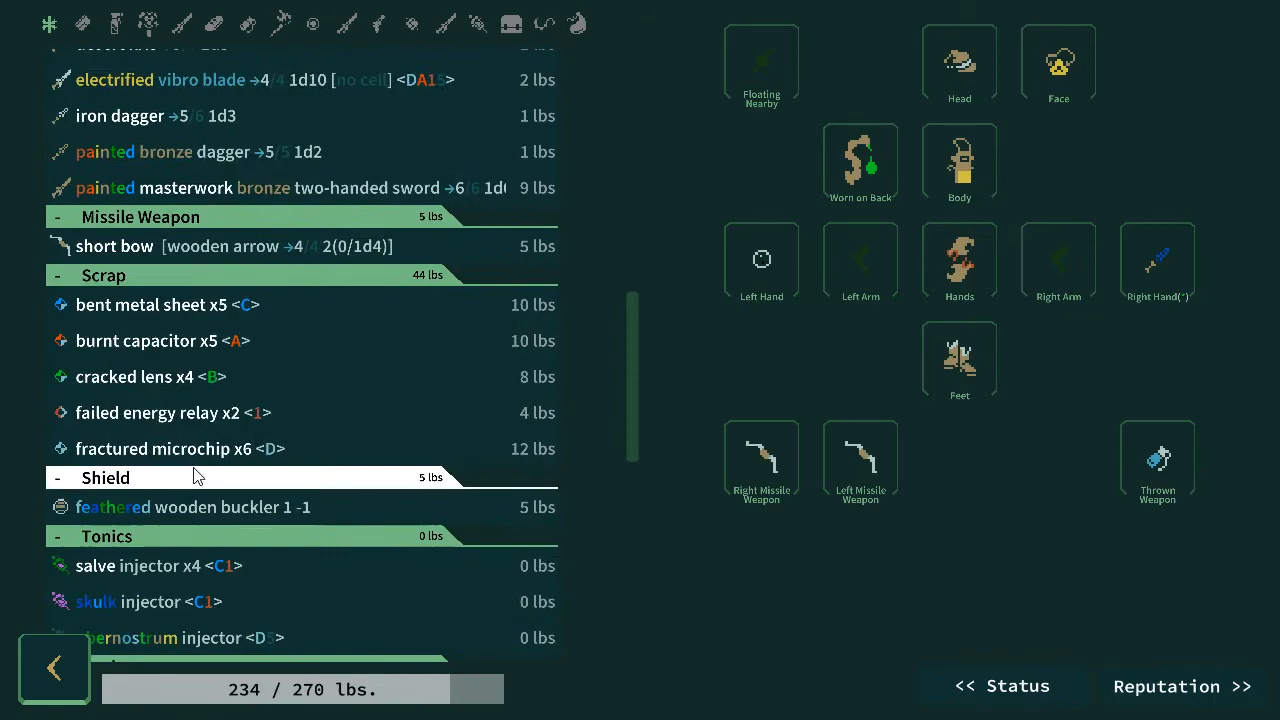 electrified vibro blade →4/4 1d10 [no cell] <DA15> 2 lbs
iron dagger →5/6 1d3 1 lbs
painted bronze dagger →5/5 1d2 1 lbs
painted masterwork bronze two-handed sword →6/6 9 lbs
- Missile Weapon 5 lbs
short bow [wooden arrow →4/4 2(0/1d4)] 5 lbs
- Scrap 44 lbs
bent metal sheet x5 <C> 10 lbs
burnt capacitor x5 <A> 10 lbs
cracked lens x4 <B> 8 lbs
failed energy relay x2 <1> 4 lbs
fractured microchip x6 <D> 12 lbs
- Shield 5 lbs
feathered wooden buckler 1 -1 5 lbs
- Tonics 0 lbs
salve injector x4 <C1> 0 lbs
skulk injector <C1> 0 lbs
injector <D5> 0 lbs
234 / 270 lbs.
Floating
Nearby
Head
Face
Worn on Back
Body
Left Hand
Left Arm
Hands
Right Arm
Right Hand(*)
Feet
Right Missile
Weapon
Left Missile
Weapon
Thrown
Weapon
<< Status
Reputation >>